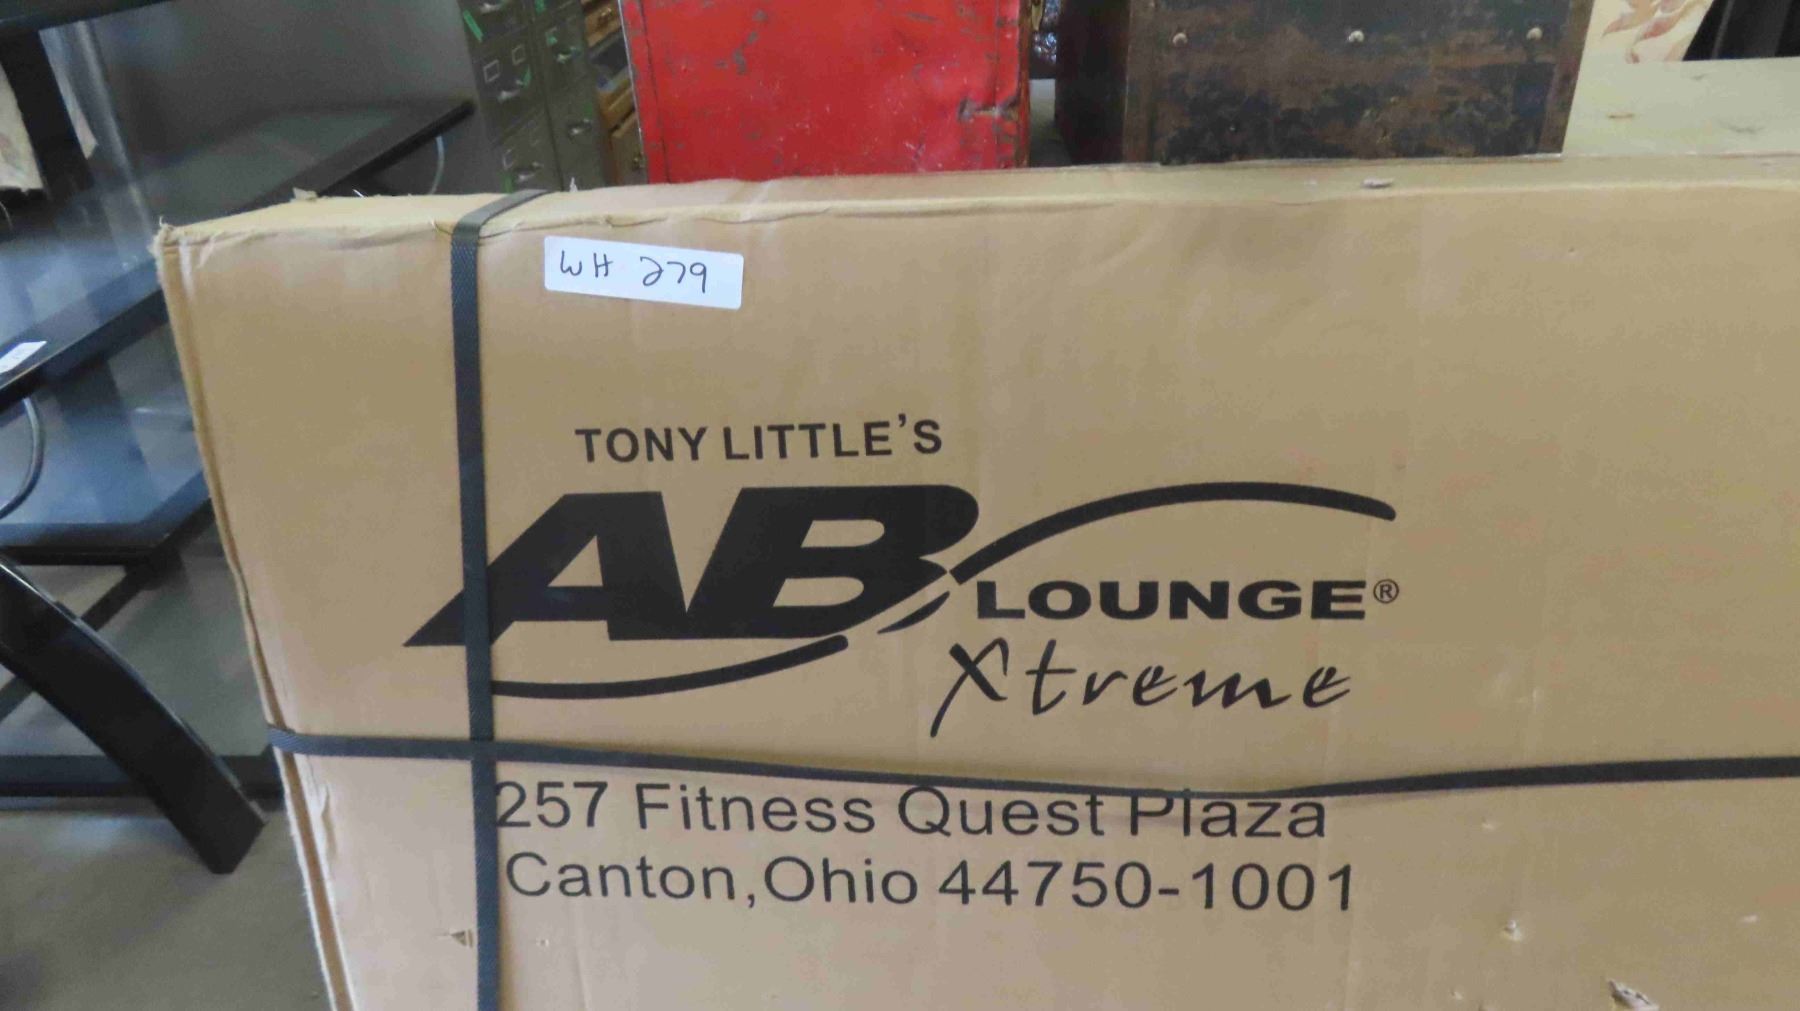 WH 279
TONY LITTLE'S
AB LOUNGE®
Xtreme
257 Fitness Quest Plaza
Canton,Ohio 44750-1001